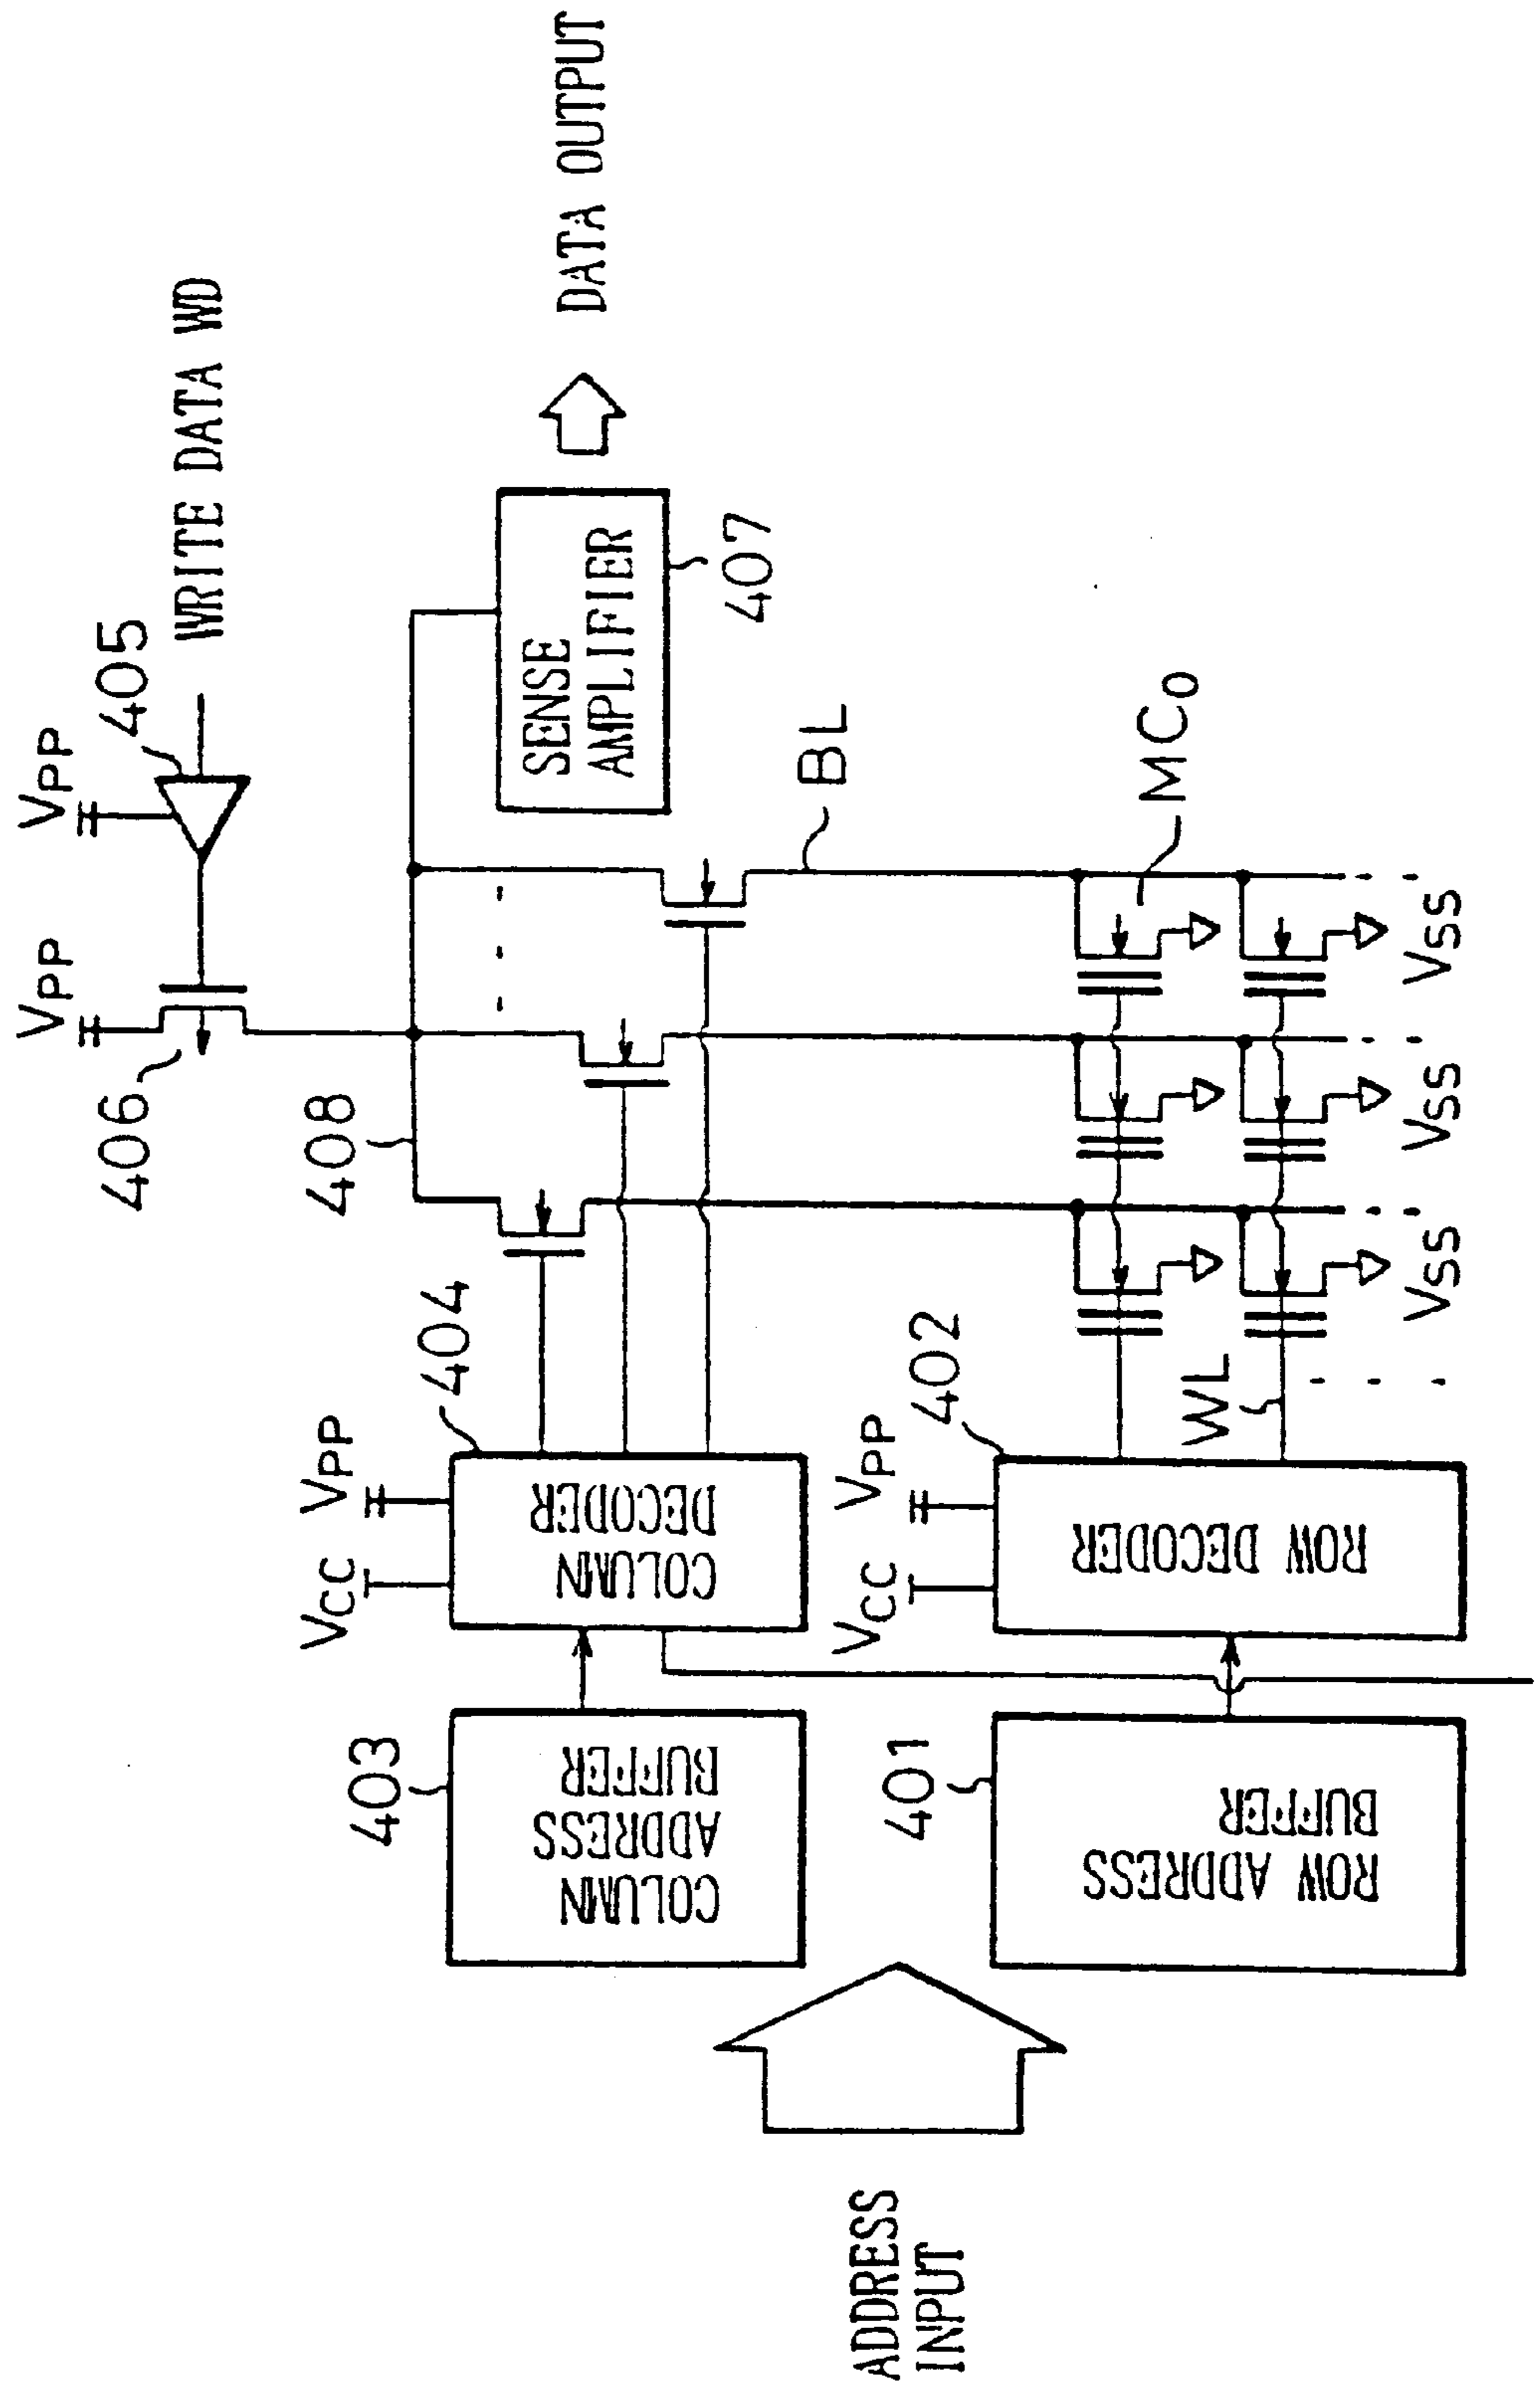 WRITE DATA WD
VPP
VPP
405
406
408
DATA OUTPUT
SENSE
AMPLIFIER
407
BL
MC0
VCC
VPP
404
COLUMN
DECODER
403
COLUMN
ADDRESS
BUFFER
VCC
VPP
402
ROW DECODER
401
ROW ADDRESS
BUFFER
WL
VSS
VSS
VSS
ADDRESS
INPUT